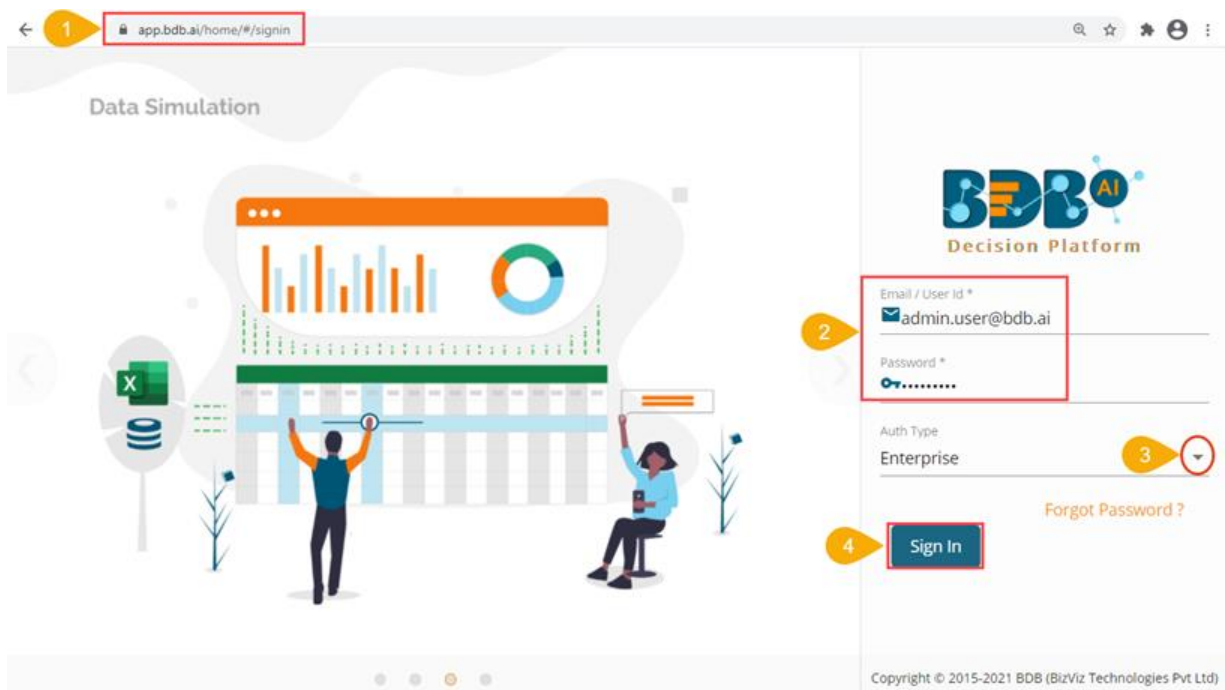 1
app.bdb.ai/home/#/signin
Data Simulation
X
BDB AI
Decision Platform
Email / User Id *
2
admin.user@bdb.ai
Password *
.........
Auth Type
Enterprise
3
Forgot Password ?
4
Sign In
Copyright © 2015-2021 BDB (BizViz Technologies Pvt Ltd)